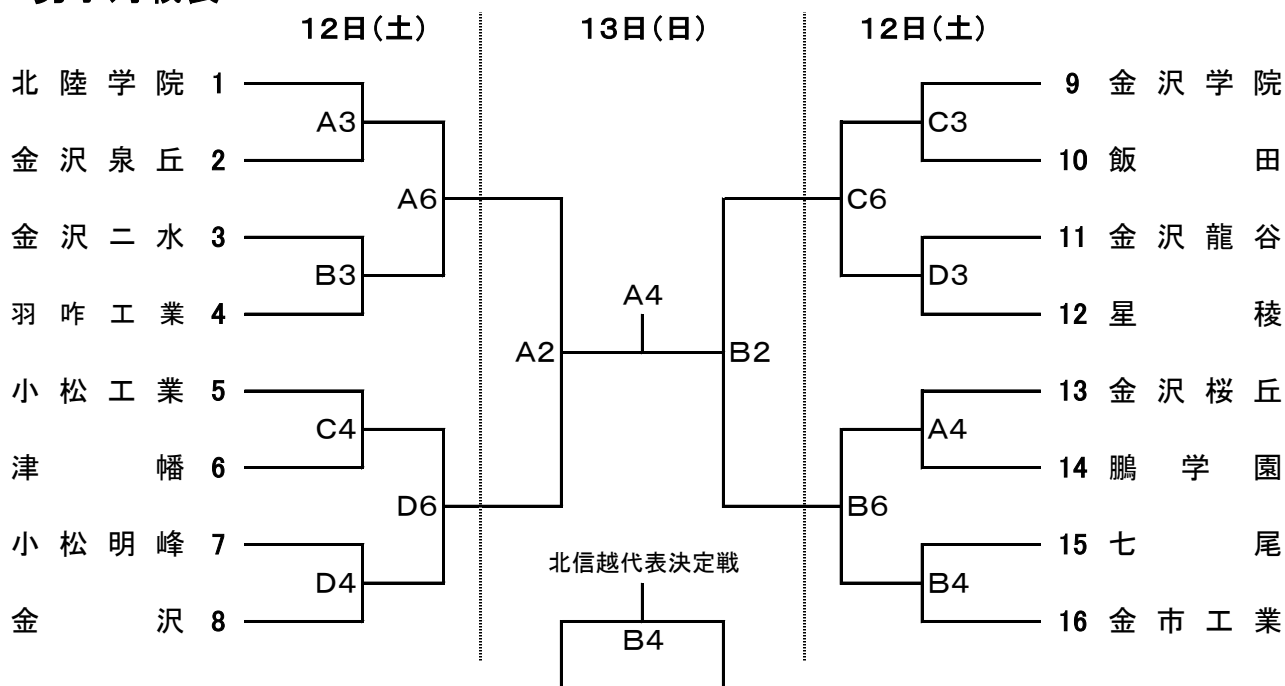 12日(土) 13日(日) 12日(土)
北陸学院 1 9 金沢学院
A3 C3
金沢泉丘 2 10 飯田
A6 C6
金沢二水 3 11 金沢龍谷
B3 D3
A4
羽咋工業 4 12 星稜
A2 B2
小松工業 5 13 金沢桜丘
C4 A4
津幡 6 14 鵬学園
D6 B6
小松明峰 7 15 七尾
北信越代表決定戦
D4 B4
金沢 8 16 金市工業
B4